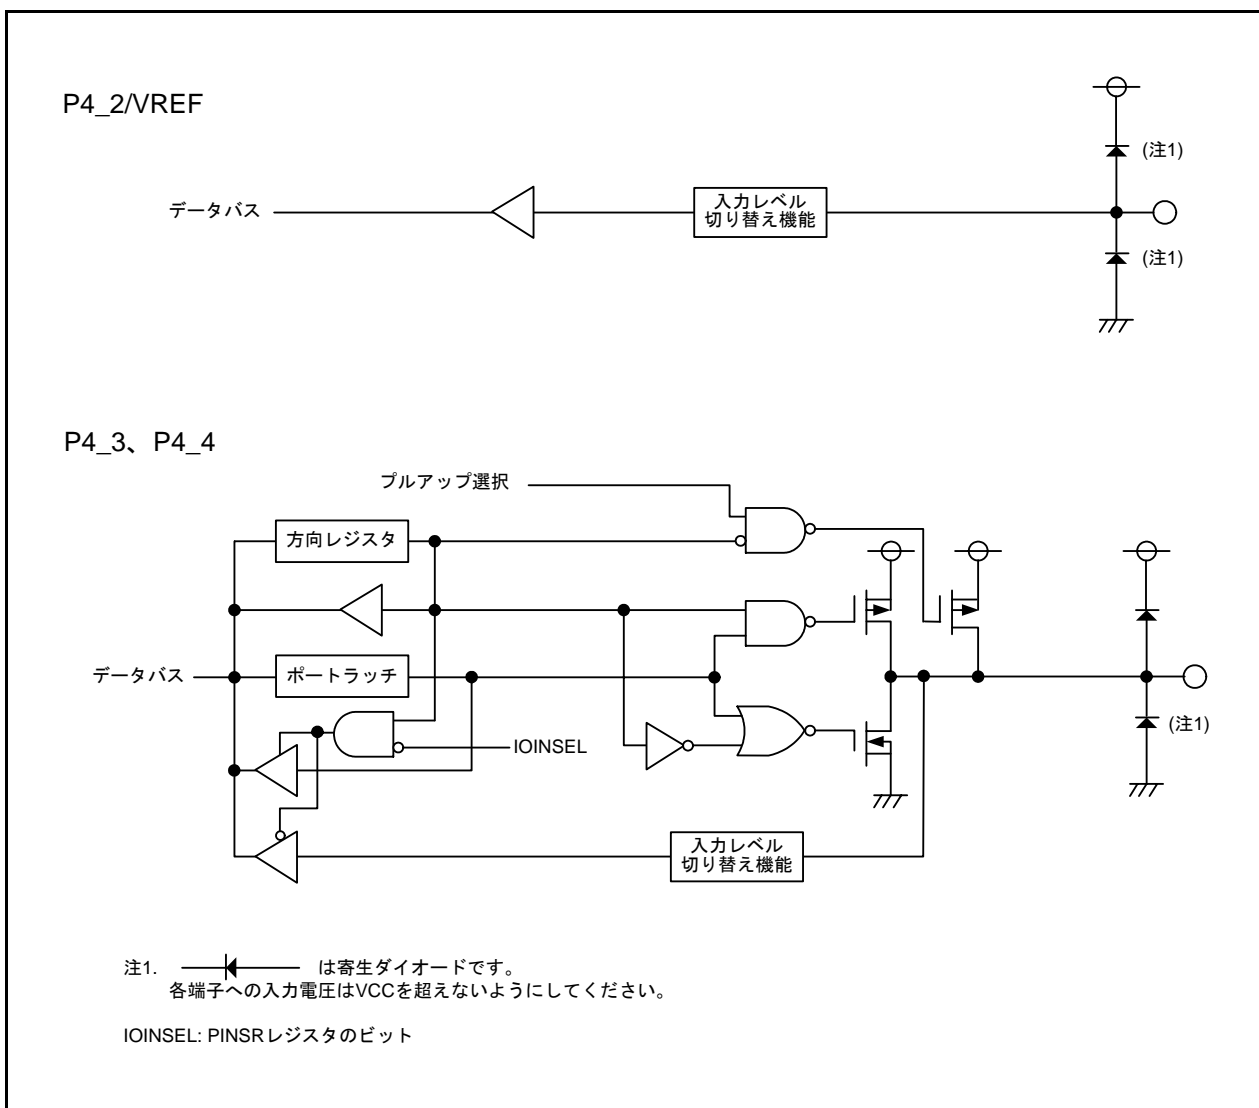 P4_2/VREF
(注1)
データバス
入力レベル
切り替え機能
(注1)
P4_3、P4_4
プルアップ選択
方向レジスタ
データバス
ポートラッチ
(注1)
IOINSEL
入力レベル
切り替え機能
注1. は寄生ダイオードです。
各端子への入力電圧はVCCを超えないようにしてください。
IOINSEL: PINSRレジスタのビット